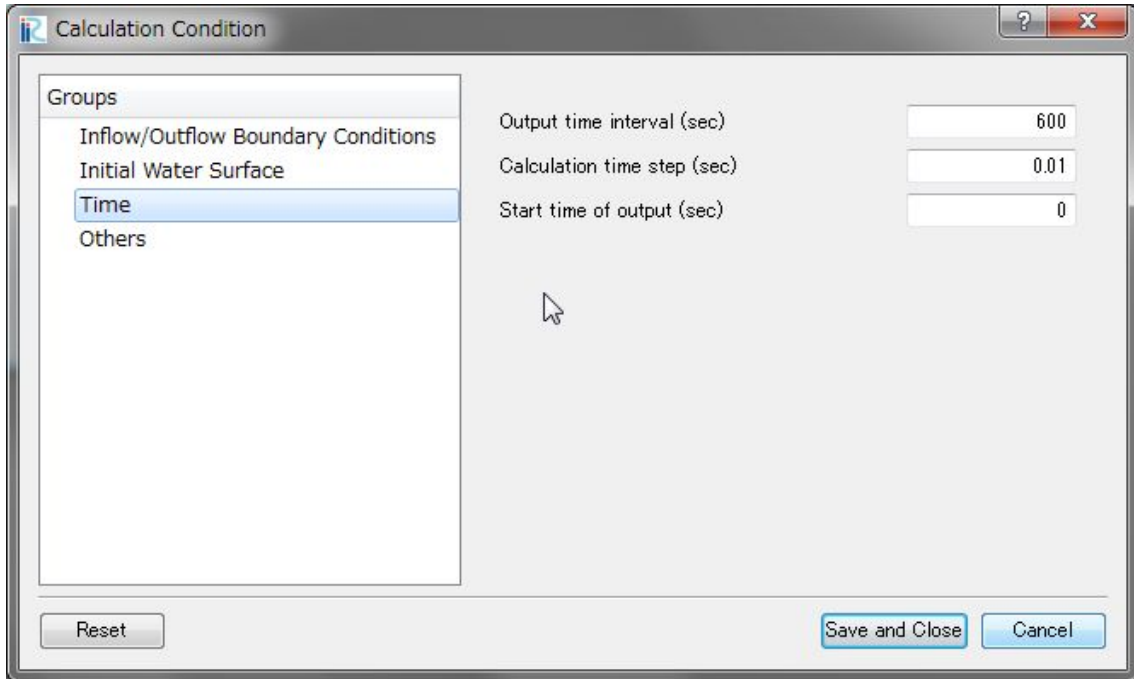 iRIC Calculation Condition
Groups
Inflow/Outflow Boundary Conditions
Initial Water Surface
Time
Others
Output time interval (sec) 600
Calculation time step (sec) 0.01
Start time of output (sec) 0
Reset Save and Close Cancel